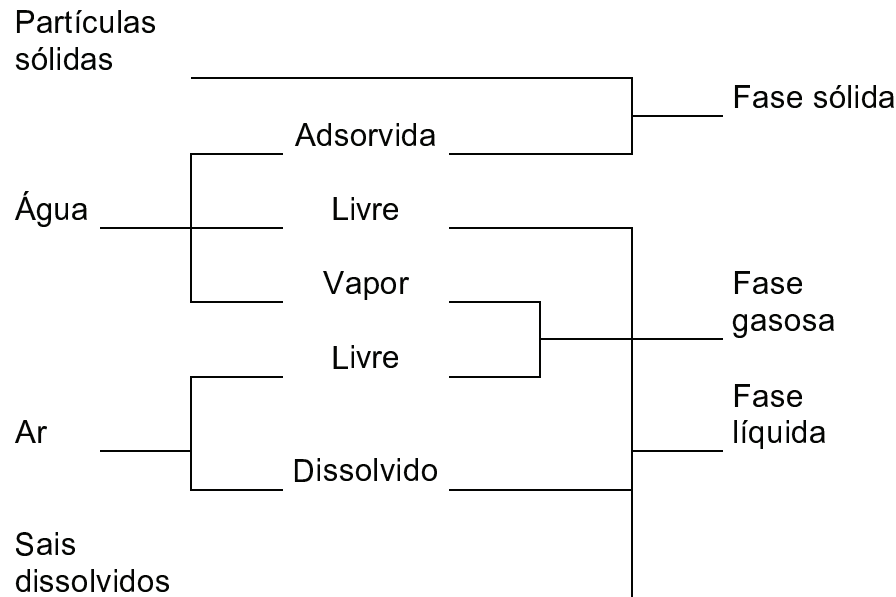 Partículas
sólidas
Fase sólida
Adsorvida
Água
Livre
Vapor
Fase
gasosa
Livre
Fase
líquida
Ar
Dissolvido
Sais
dissolvidos